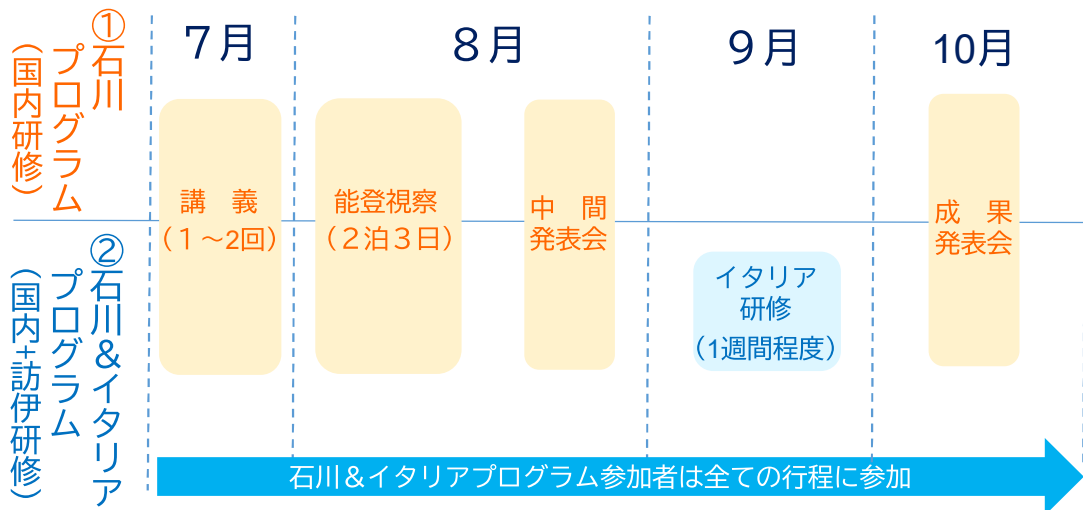 ①石川
プログラム
（国内研修）
②石川＆イタリア
プログラム
（国内+訪伊研修）
７月
８月
９月
10月
講　義
（１～2回）
能登視察
（２泊３日）
中　間
発表会
イタリア
研修
（1週間程度）
成　果
発表会
石川＆イタリアプログラム参加者は全ての行程に参加